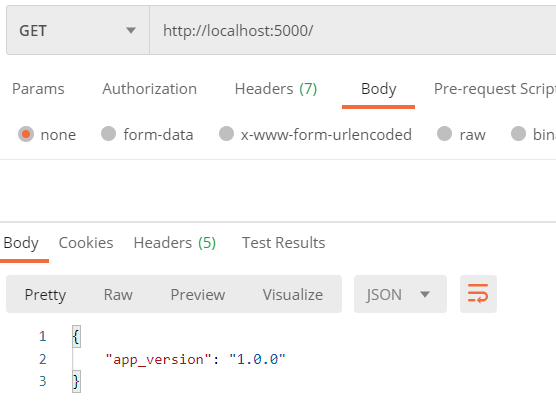 GET http://localhost:5000/
Params Authorization Headers (7) Body Pre-request Script
none form-data x-www-form-urlencoded raw bin
Body Cookies Headers (5) Test Results
Pretty Raw Preview Visualize JSON
1 {
2 "app_version": "1.0.0"
3 }